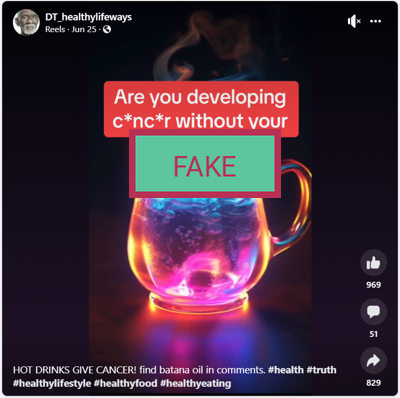 DT_healthylifeways
Reels · Jun 25 ·
Are you developing
c*nc*r without your
FAKE
969
51
HOT DRINKS GIVE CANCER! find batana oil in comments. #health #truth
#healthylifestyle #healthyfood #healthyeating
829